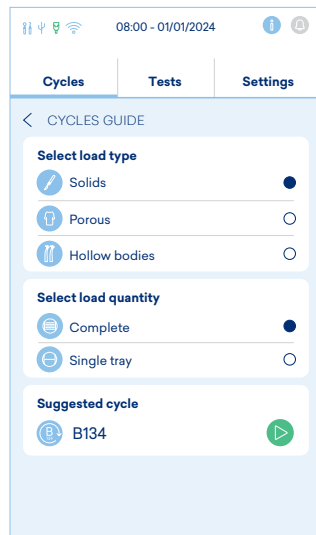 08:00 - 01/01/2024
Cycles Tests Settings
CYCLES GUIDE
Select load type
Solids
Porous
Hollow bodies
Select load quantity
Complete
Single tray
Suggested cycle
B134